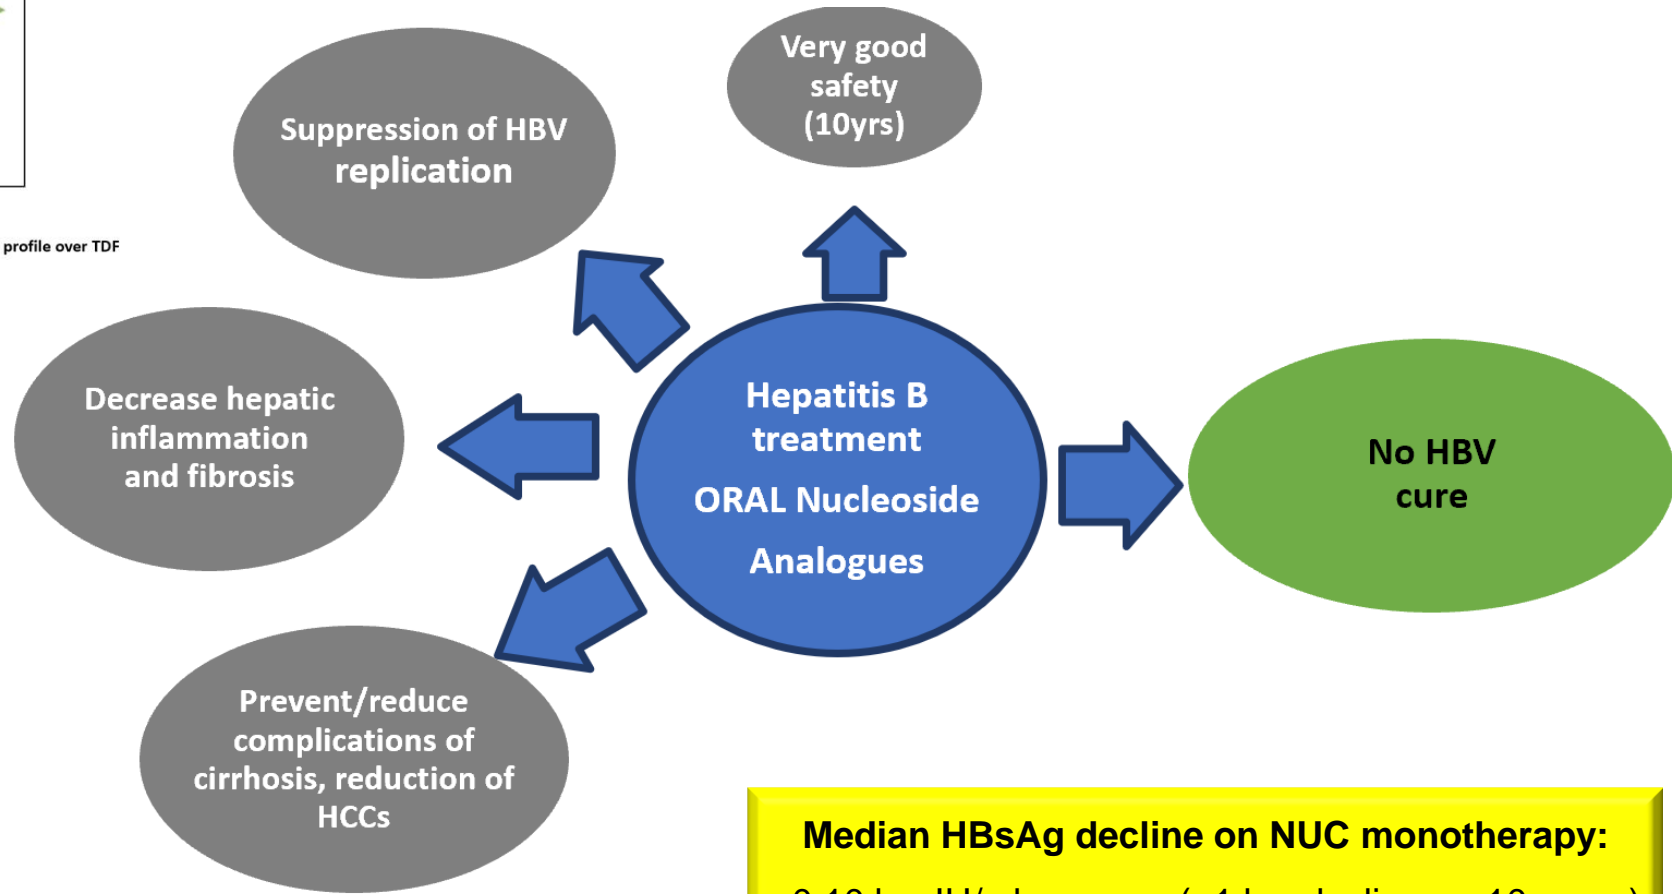 Very good
safety
(10yrs)
Suppression of HBV
replication
profile over TDF
Decrease hepatic
inflammation
and fibrosis
Hepatitis B
treatment
ORAL Nucleoside
Analogues
No HBV
cure
Prevent/reduce
complications of
cirrhosis, reduction of
HCCs
Median HBsAg decline on NUC monotherapy: